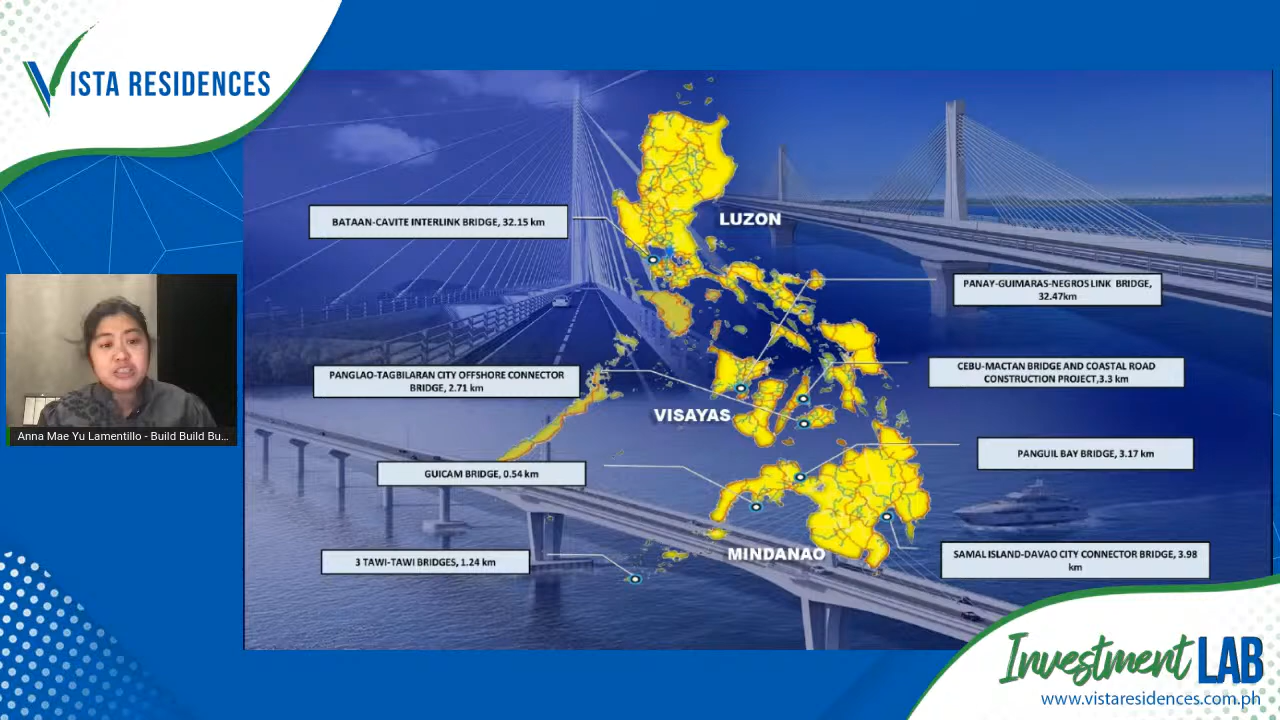 VISTA RESIDENCES
LUZON
BATAAN-CAVITE INTERLINK BRIDGE, 32.15 km
PANAY-GUIMARAS-NEGROS LINK BRIDGE,
32.47km
PANGLAO-TAGBILARAN CITY OFFSHORE CONNECTOR
BRIDGE, 2.71 km
CEBU-MACTAN BRIDGE AND COASTAL ROAD
CONSTRUCTION PROJECT,3.3 km
VISAYAS
Anna Mae Yu Lamentillo - Build Build Bu...
GUICAM BRIDGE, 0.54 km
PANGUIL BAY BRIDGE, 3.17 km
MINDANAO
3 TAWI-TAWI BRIDGES, 1.24 km
SAMAL ISLAND-DAVAO CITY CONNECTOR BRIDGE, 3.98
km
Investment LAB
www.vistaresidences.com.ph